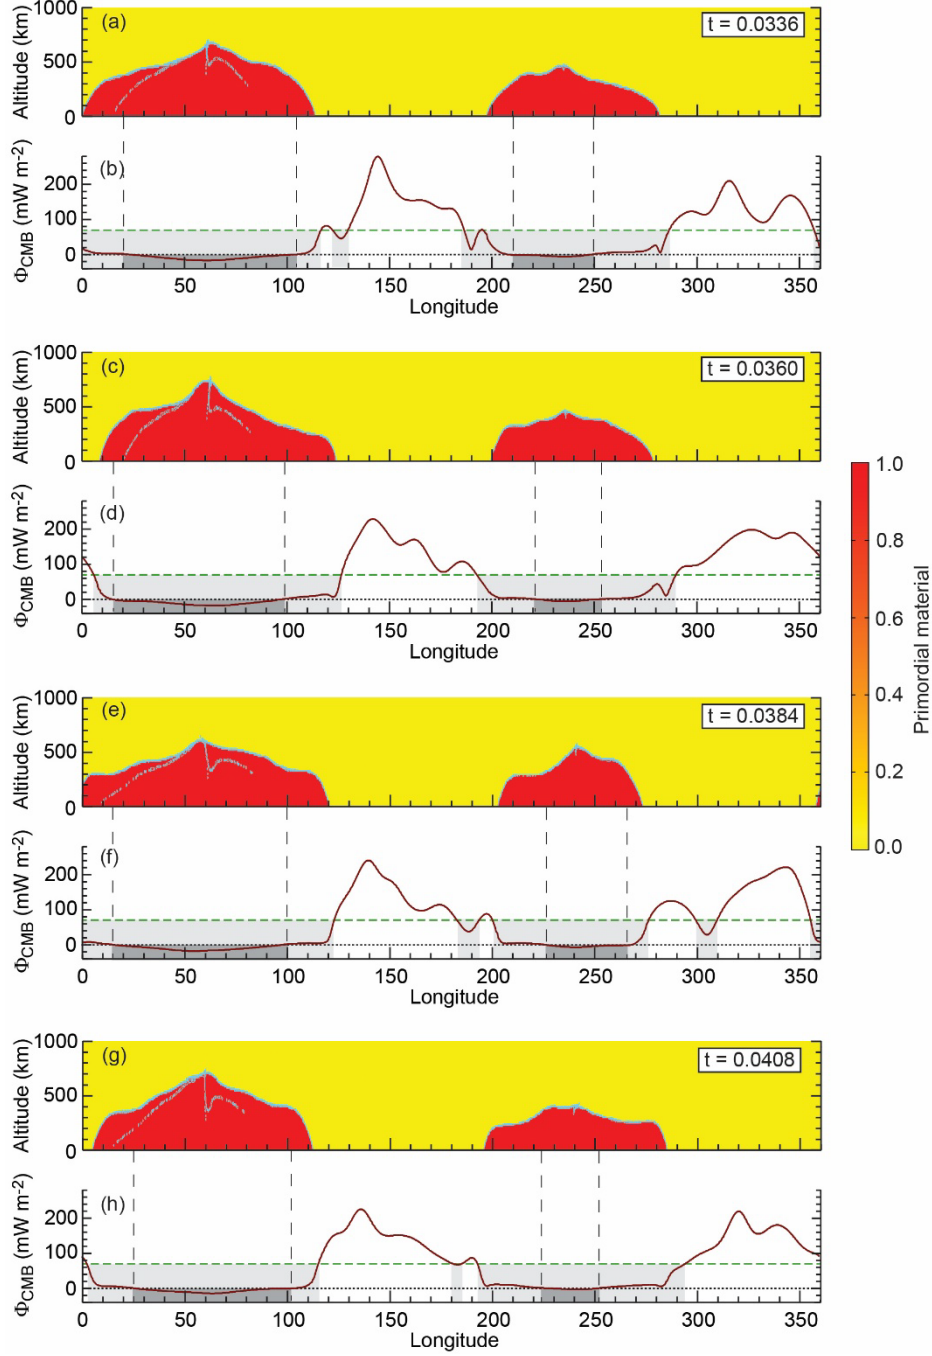 (a)
t = 0.0336
1000
500
0
Altitude (km)
(b)
200
100
0
Φ_CMB (mW m⁻²)
0 50 100 150 200 250 300 350
Longitude
(c)
t = 0.0360
1000
500
0
Altitude (km)
(d)
200
100
0
Φ_CMB (mW m⁻²)
0 50 100 150 200 250 300 350
Longitude
(e)
t = 0.0384
1000
500
0
Altitude (km)
(f)
200
100
0
Φ_CMB (mW m⁻²)
0 50 100 150 200 250 300 350
Longitude
(g)
t = 0.0408
1000
500
0
Altitude (km)
(h)
200
100
0
Φ_CMB (mW m⁻²)
0 50 100 150 200 250 300 350
Longitude
1.0
0.8
0.6
0.4
0.2
0.0
Primordial material